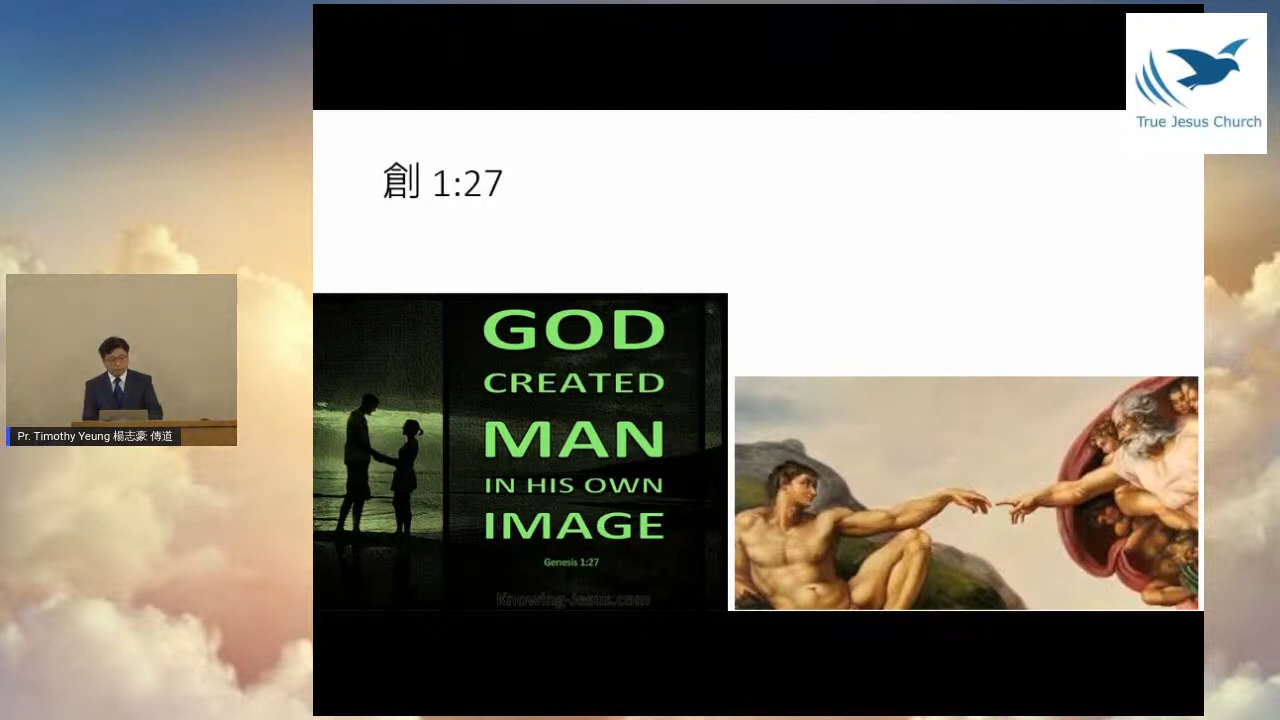 True Jesus Church
創 1:27
GOD
CREATED
MAN
IN HIS OWN
IMAGE
Genesis 1:27
Knowing-Jesus.com
Pr. Timothy Yeung 楊志豪 傳道